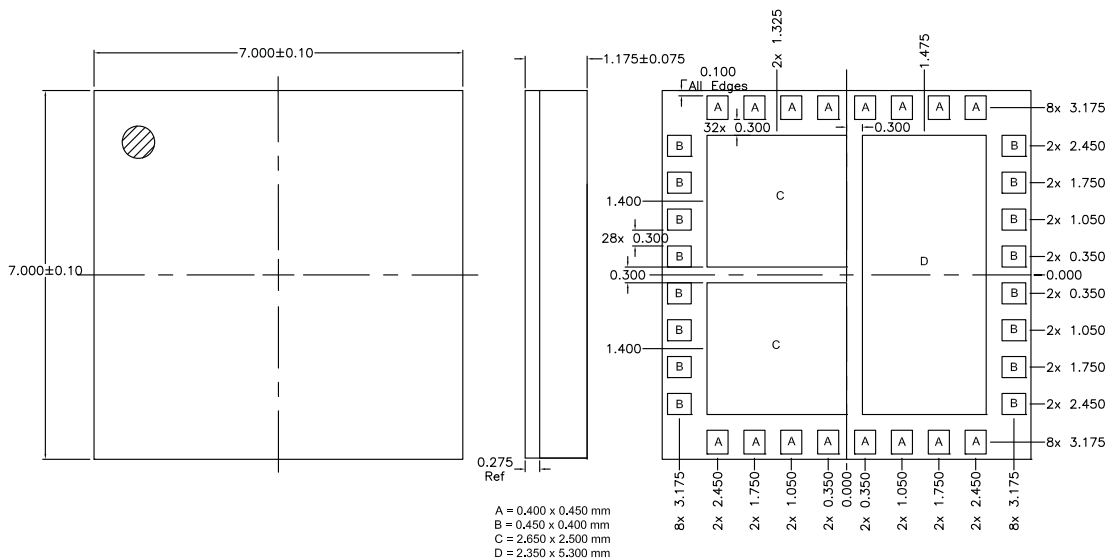 7.000±0.10
7.000±0.10
1.175±0.075
0.275
Ref
0.100
All Edges
2x 1.325
1.475
A A A A A A A A
8x 3.175
32x 0.300
0.300
B
B
2x 2.450
B
B
2x 1.750
1.400
C
B
B
2x 1.050
28x 0.300
B
D
B
2x 0.350
0.300
0.000
B
B
2x 0.350
B
B
2x 1.050
1.400
C
B
B
2x 1.750
B
B
2x 2.450
A A A A A A A A
8x 3.175
8x 3.175
2x 2.450
2x 1.750
2x 1.050
2x 0.350
0.000
2x 0.350
2x 1.050
2x 1.750
2x 2.450
8x 3.175
A = 0.400 x 0.450 mm
B = 0.450 x 0.400 mm
C = 2.650 x 2.500 mm
D = 2.350 x 5.300 mm